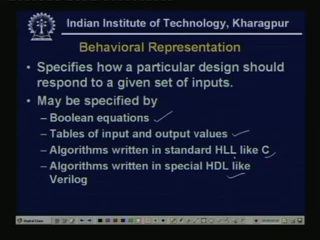 Indian Institute of Technology, Kharagpur
Behavioral Representation
• Specifies how a particular design should
respond to a given set of inputs.
• May be specified by
– Boolean equations
– Tables of input and output values
– Algorithms written in standard HLL like C
– Algorithms written in special HDL like
Verilog